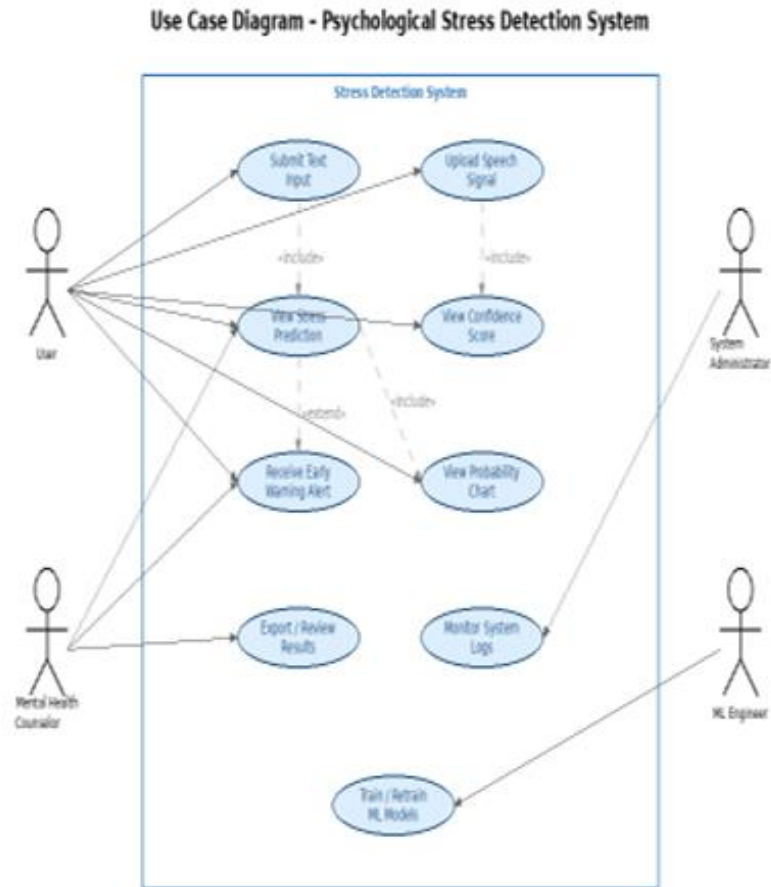 Use Case Diagram - Psychological Stress Detection System
Stress Detection System
Submit Text
Input
Upload Speech
Signal
«include»
«include»
User
View Stress
Prediction
View Confidence
Score
System
Administrator
«extend»
«include»
Receive Early
Warning Alert
View Probability
Chart
Export / Review
Results
Monitor System
Logs
Mental Health
Counselor
ML Engineer
Train / Retrain
ML Models